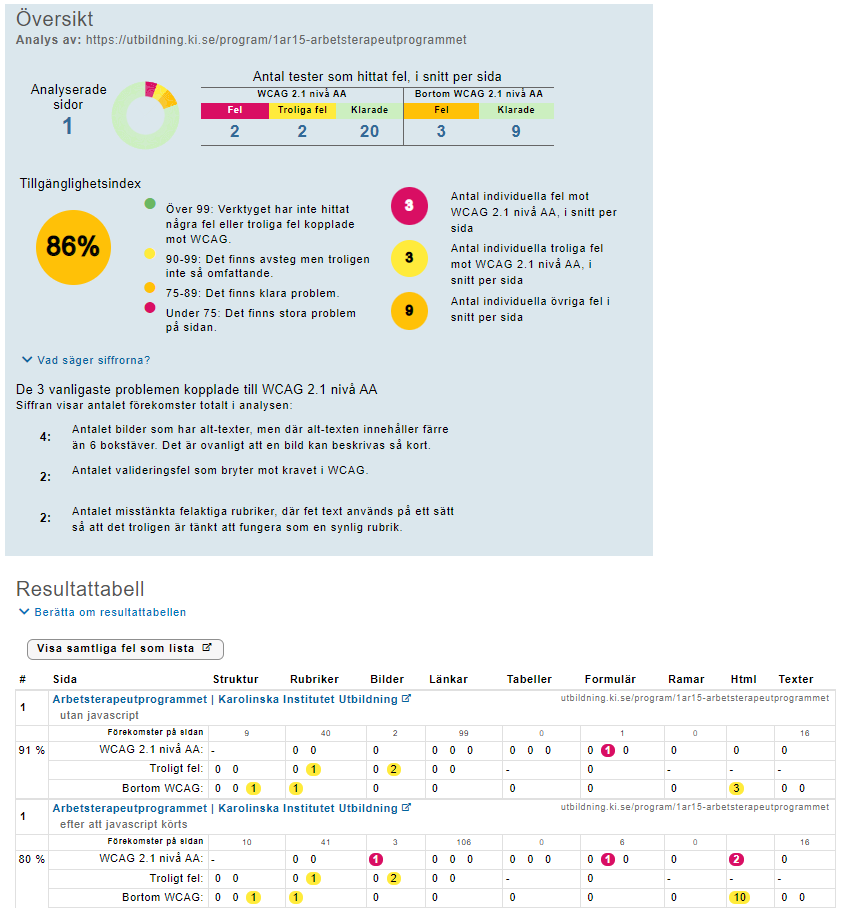 Översikt
Analys av: https://utbildning.ki.se/program/1ar15-arbetsterapeutprogrammet
Analyserade
sidor
1
Antal tester som hittat fel, i snitt per sida
WCAG 2.1 nivå AA Bortom WCAG 2.1 nivå AA
Fel Troliga fel Klarade Fel Klarade
2 2 20 3 9
Tillgänglighetsindex
86%
Över 99: Verktyget har inte hittat
några fel eller troliga fel kopplade
mot WCAG.
90-99: Det finns avsteg men troligen
inte så omfattande.
75-89: Det finns klara problem.
Under 75: Det finns stora problem
på sidan.
3
Antal individuella fel mot
WCAG 2.1 nivå AA, i snitt per
sida
3
Antal individuella troliga fel
mot WCAG 2.1 nivå AA, i
snitt per sida
9
Antal individuella övriga fel i
snitt per sida
Vad säger siffrorna?
De 3 vanligaste problemen kopplade till WCAG 2.1 nivå AA
Siffran visar antalet förekomster totalt i analysen:
4: Antalet bilder som har alt-texter, men där alt-texten innehåller färre
än 6 bokstäver. Det är ovanligt att en bild kan beskrivas så kort.
2: Antalet valideringsfel som bryter mot kravet i WCAG.
2: Antalet misstänkta felaktiga rubriker, där fet text används på ett sätt
så att det troligen är tänkt att fungera som en synlig rubrik.
Resultattabell
Berätta om resultattabellen
Visa samtliga fel som lista
# Sida Struktur Rubriker Bilder Länkar Tabeller Formulär Ramar Html Texter
1 Arbetsterapeutprogrammet | Karolinska Institutet Utbildning utbildning.ki.se/program/1ar15-arbetsterapeutprogrammet
utan javascript
Förekomster på sidan 9 40 2 99 0 1 0 16
91 % WCAG 2.1 nivå AA: - 0 0 0 0 0 0 0 0 0 0 1 0 0 0 0
Troligt fel: 0 0 0 1 0 2 0 0 - 0 - - -
Bortom WCAG: 0 0 1 1 0 0 0 0 0 3 0 0
1 Arbetsterapeutprogrammet | Karolinska Institutet Utbildning utbildning.ki.se/program/1ar15-arbetsterapeutprogrammet
efter att javascript körts
Förekomster på sidan 10 41 3 106 0 6 0 16
80 % WCAG 2.1 nivå AA: - 0 0 1 0 0 0 0 0 0 0 1 0 0 2 0
Troligt fel: 0 0 0 1 0 2 0 0 - 0 - - -
Bortom WCAG: 0 0 1 1 0 0 0 0 0 10 0 0